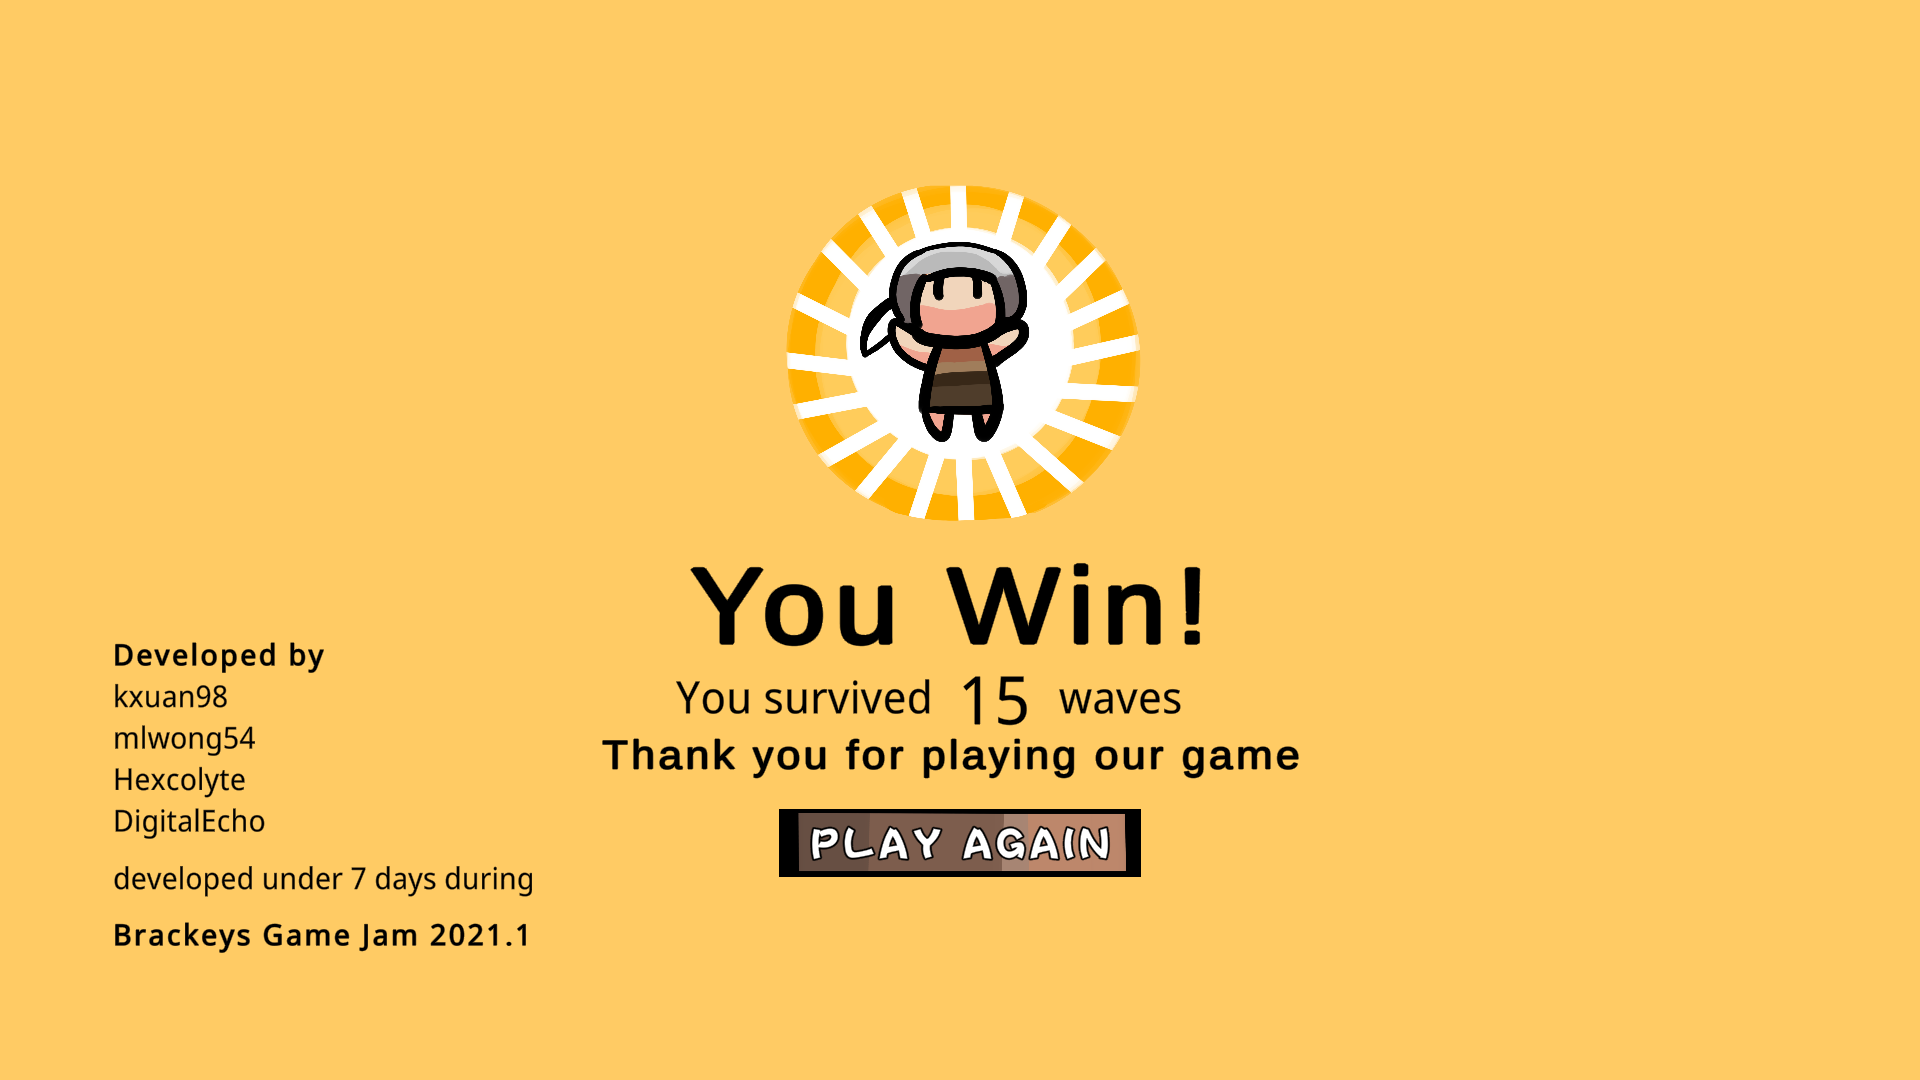 You Win!
You survived 15 waves
Thank you for playing our game
PLAY AGAIN
Developed by
kxuan98
mlwong54
Hexcolyte
DigitalEcho
developed under 7 days during
Brackeys Game Jam 2021.1